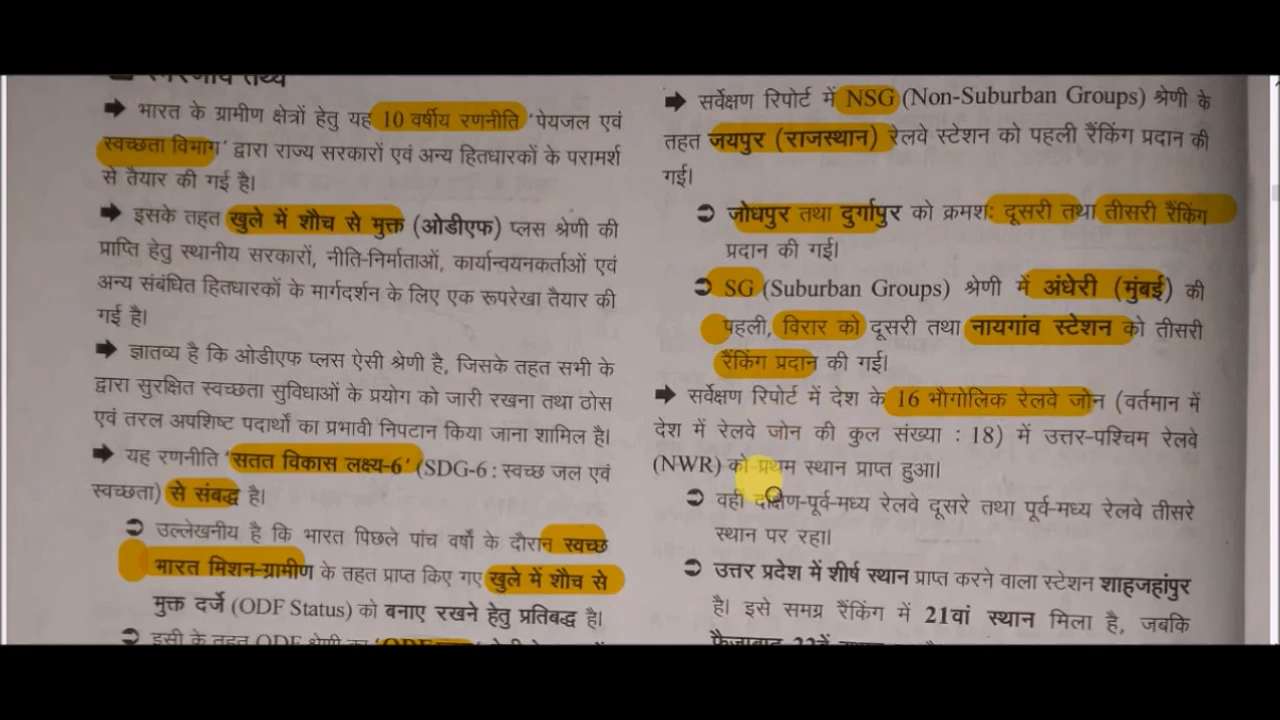 स्मरणीय तथ्य
➡ भारत के ग्रामीण क्षेत्रों हेतु यह 10 वर्षीय रणनीति 'पेयजल एवं
स्वच्छता विभाग' द्वारा राज्य सरकारों एवं अन्य हितधारकों के परामर्श
से तैयार की गई है।
➡ इसके तहत खुले में शौच से मुक्त (ओडीएफ) प्लस श्रेणी की
प्राप्ति हेतु स्थानीय सरकारों, नीति-निर्माताओं, कार्यान्वयनकर्ताओं एवं
अन्य संबंधित हितधारकों के मार्गदर्शन के लिए एक रूपरेखा तैयार की
गई है।
➡ ज्ञातव्य है कि ओडीएफ प्लस ऐसी श्रेणी है, जिसके तहत सभी के
द्वारा सुरक्षित स्वच्छता सुविधाओं के प्रयोग को जारी रखना तथा ठोस
एवं तरल अपशिष्ट पदार्थों का प्रभावी निपटान किया जाना शामिल है।
➡ यह रणनीति 'सतत विकास लक्ष्य-6' (SDG-6 : स्वच्छ जल एवं
स्वच्छता) से संबद्ध है।
➲ उल्लेखनीय है कि भारत पिछले पांच वर्षों के दौरान स्वच्छ
भारत मिशन-ग्रामीण के तहत प्राप्त किए गए खुले में शौच से
मुक्त दर्जे (ODF Status) को बनाए रखने हेतु प्रतिबद्ध है।
➲ इसी के तहत ODF श्रेणी का
➡ सर्वेक्षण रिपोर्ट में NSG (Non-Suburban Groups) श्रेणी के
तहत जयपुर (राजस्थान) रेलवे स्टेशन को पहली रैंकिंग प्रदान की
गई।
➲ जोधपुर तथा दुर्गापुर को क्रमशः दूसरी तथा तीसरी रैंकिंग
प्रदान की गई।
➲ SG (Suburban Groups) श्रेणी में अंधेरी (मुंबई) की
पहली, विरार को दूसरी तथा नायगांव स्टेशन को तीसरी
रैंकिंग प्रदान की गई।
➡ सर्वेक्षण रिपोर्ट में देश के 16 भौगोलिक रेलवे जोन (वर्तमान में
देश में रेलवे जोन की कुल संख्या : 18) में उत्तर-पश्चिम रेलवे
(NWR) को प्रथम स्थान प्राप्त हुआ।
➲ वहीं दक्षिण-पूर्व-मध्य रेलवे दूसरे तथा पूर्व-मध्य रेलवे तीसरे
स्थान पर रहा।
➲ उत्तर प्रदेश में शीर्ष स्थान प्राप्त करने वाला स्टेशन शाहजहांपुर
है। इसे समग्र रैंकिंग में 21वां स्थान मिला है, जबकि
फैजाबाद